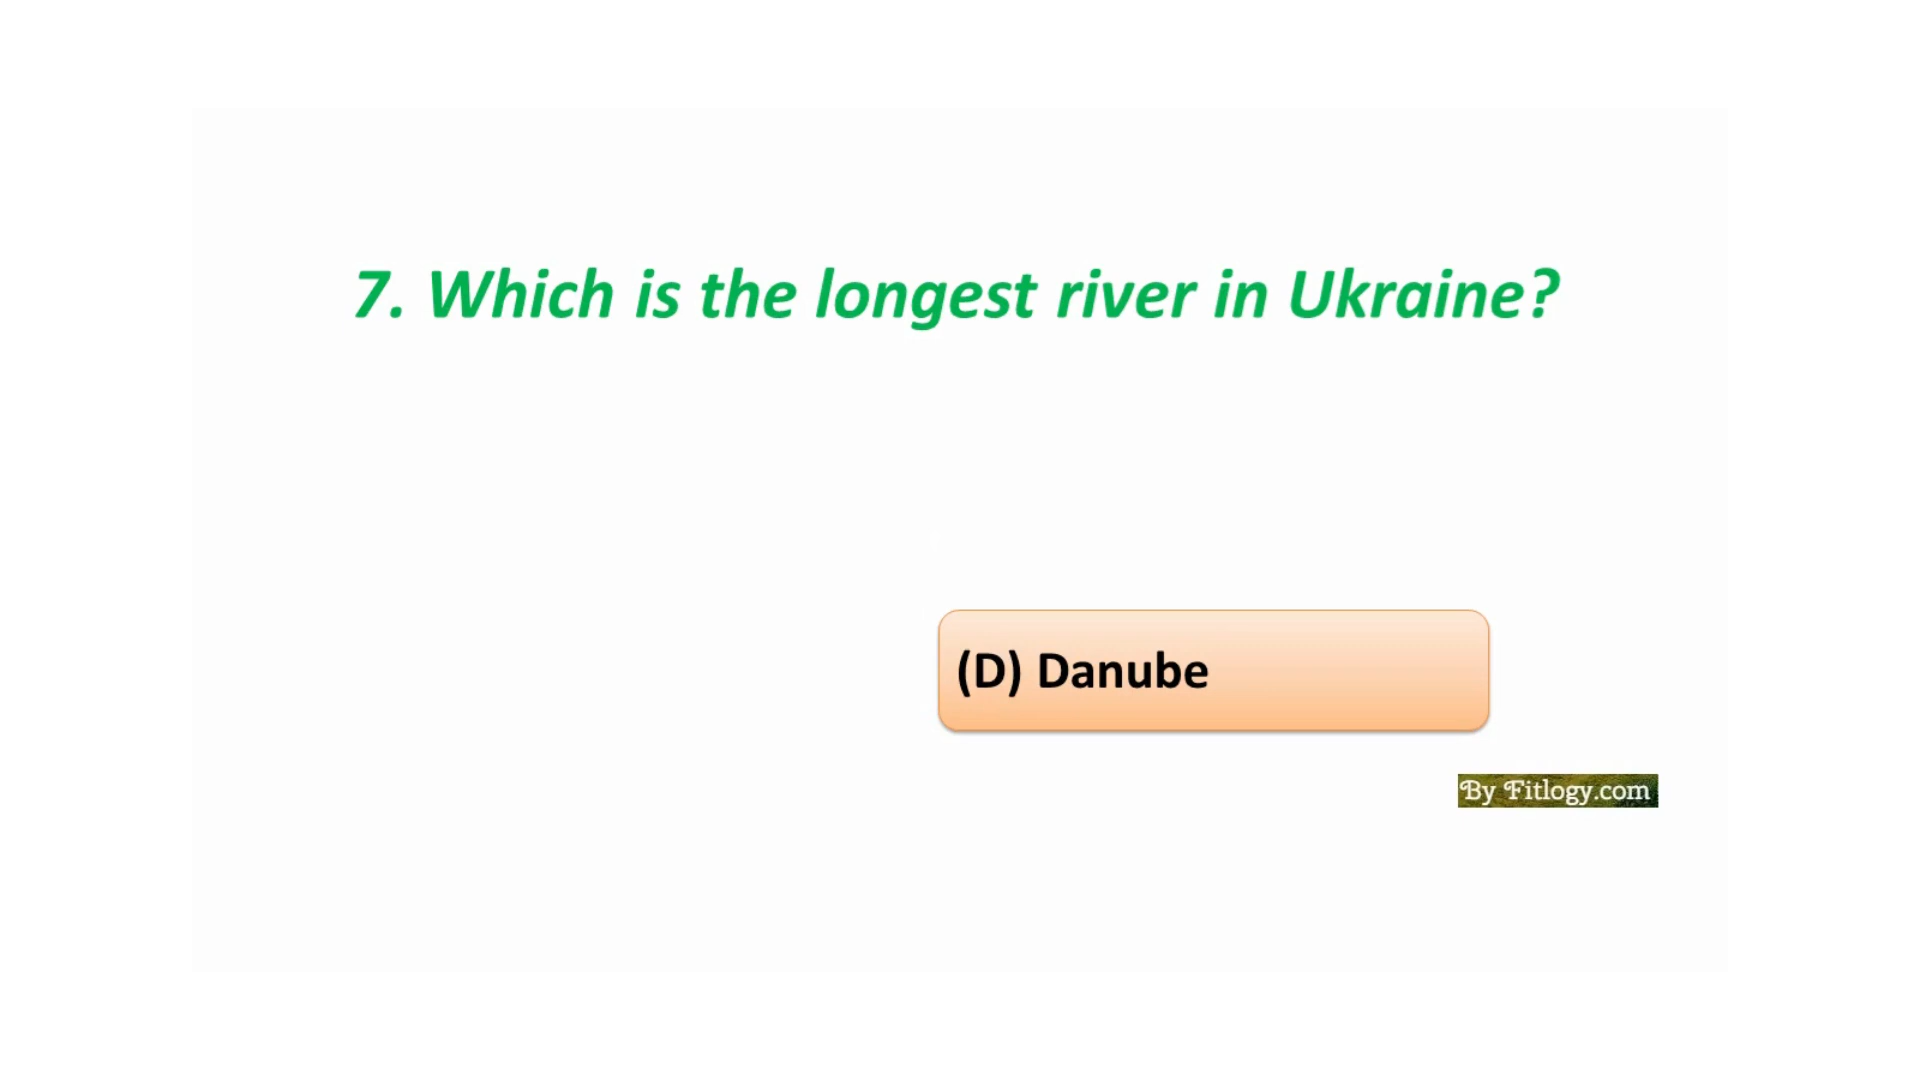 7. Which is the longest river in Ukraine?
(D) Danube
By Fitlogy.com